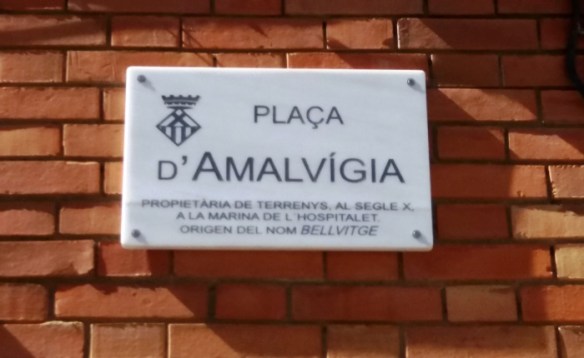 PLAÇA
D'AMALVÍGIA
PROPIETÀRIA DE TERRENYS, AL SEGLE X,
A LA MARINA DE L'HOSPITALET.
ORIGEN DEL NOM BELLVITGE